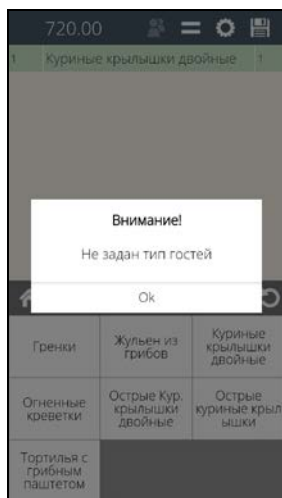 720.00
1 Куриные крылышки двойные 1
Внимание!
Не задан тип гостей
Ok
Гренки
Жульен из
грибов
Куриные
крылышки
двойные
Огненные
креветки
Острые Кур.
крылышки
двойные
Острые
куриные крыл
ышки
Тортилья с
грибным
паштетом